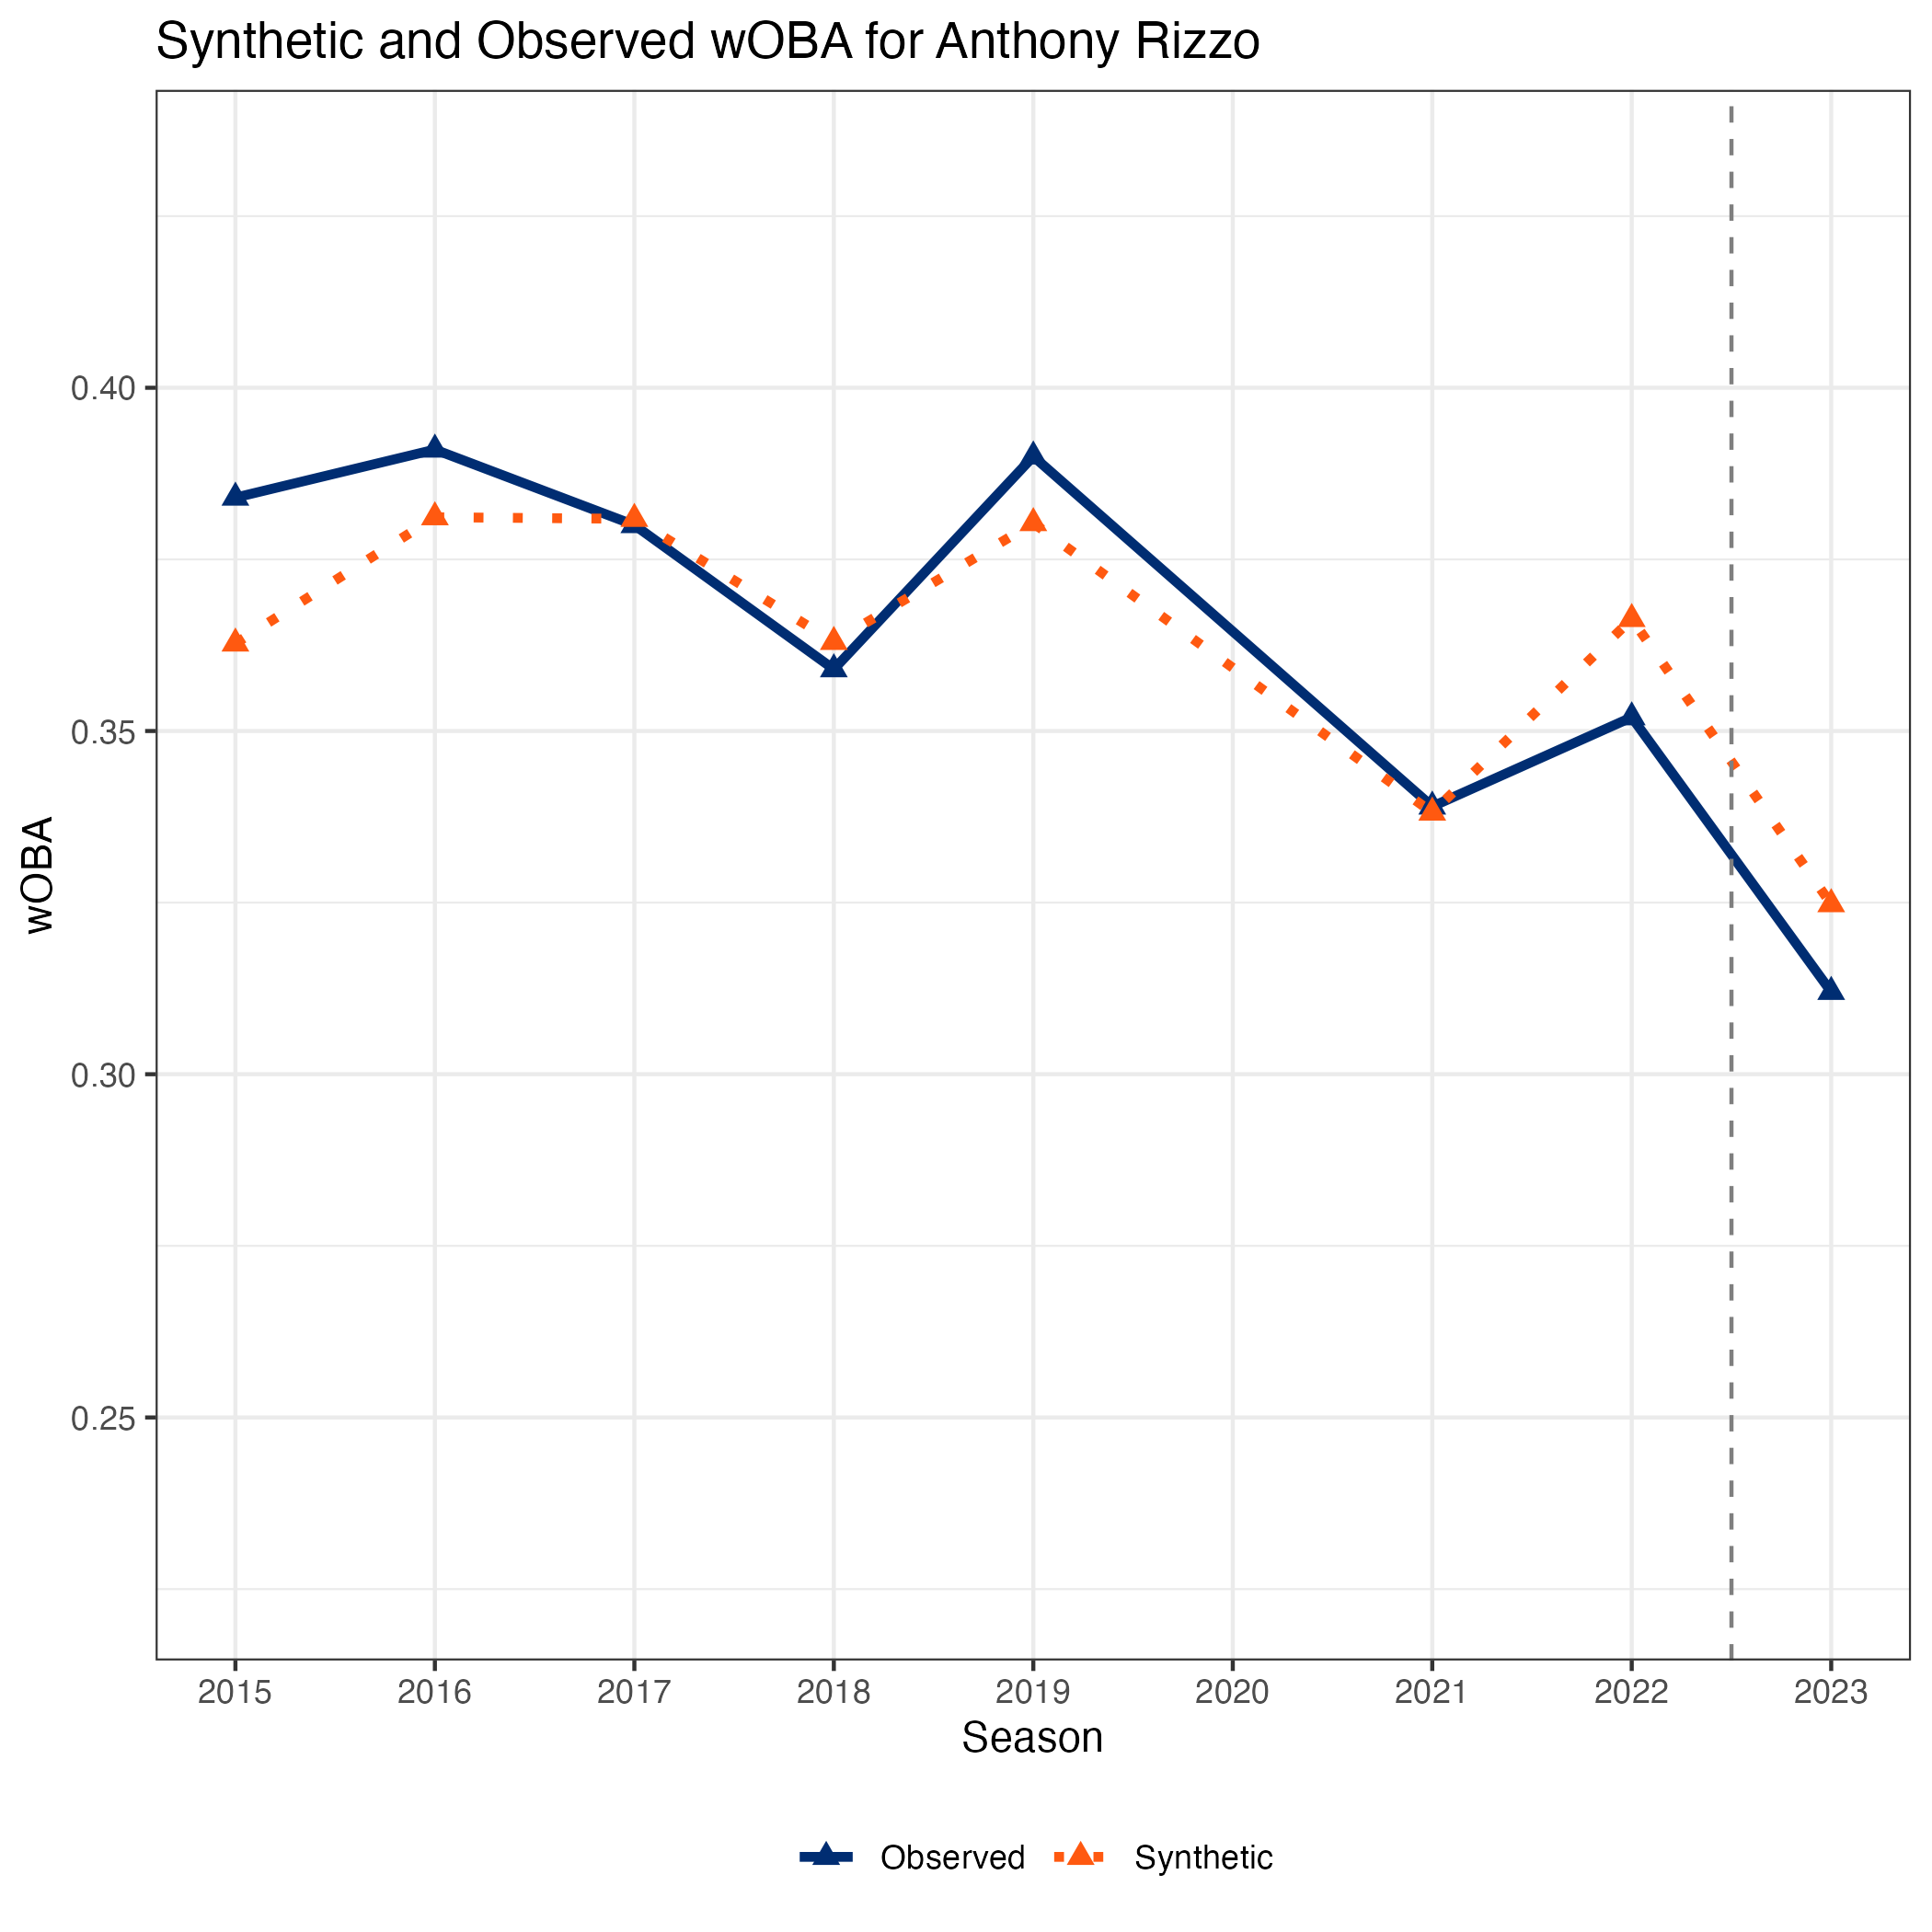 Synthetic and Observed wOBA for Anthony Rizzo
wOBA
0.40
0.35
0.30
0.25
2015 2016 2017 2018 2019 2020 2021 2022 2023
Season
Observed Synthetic